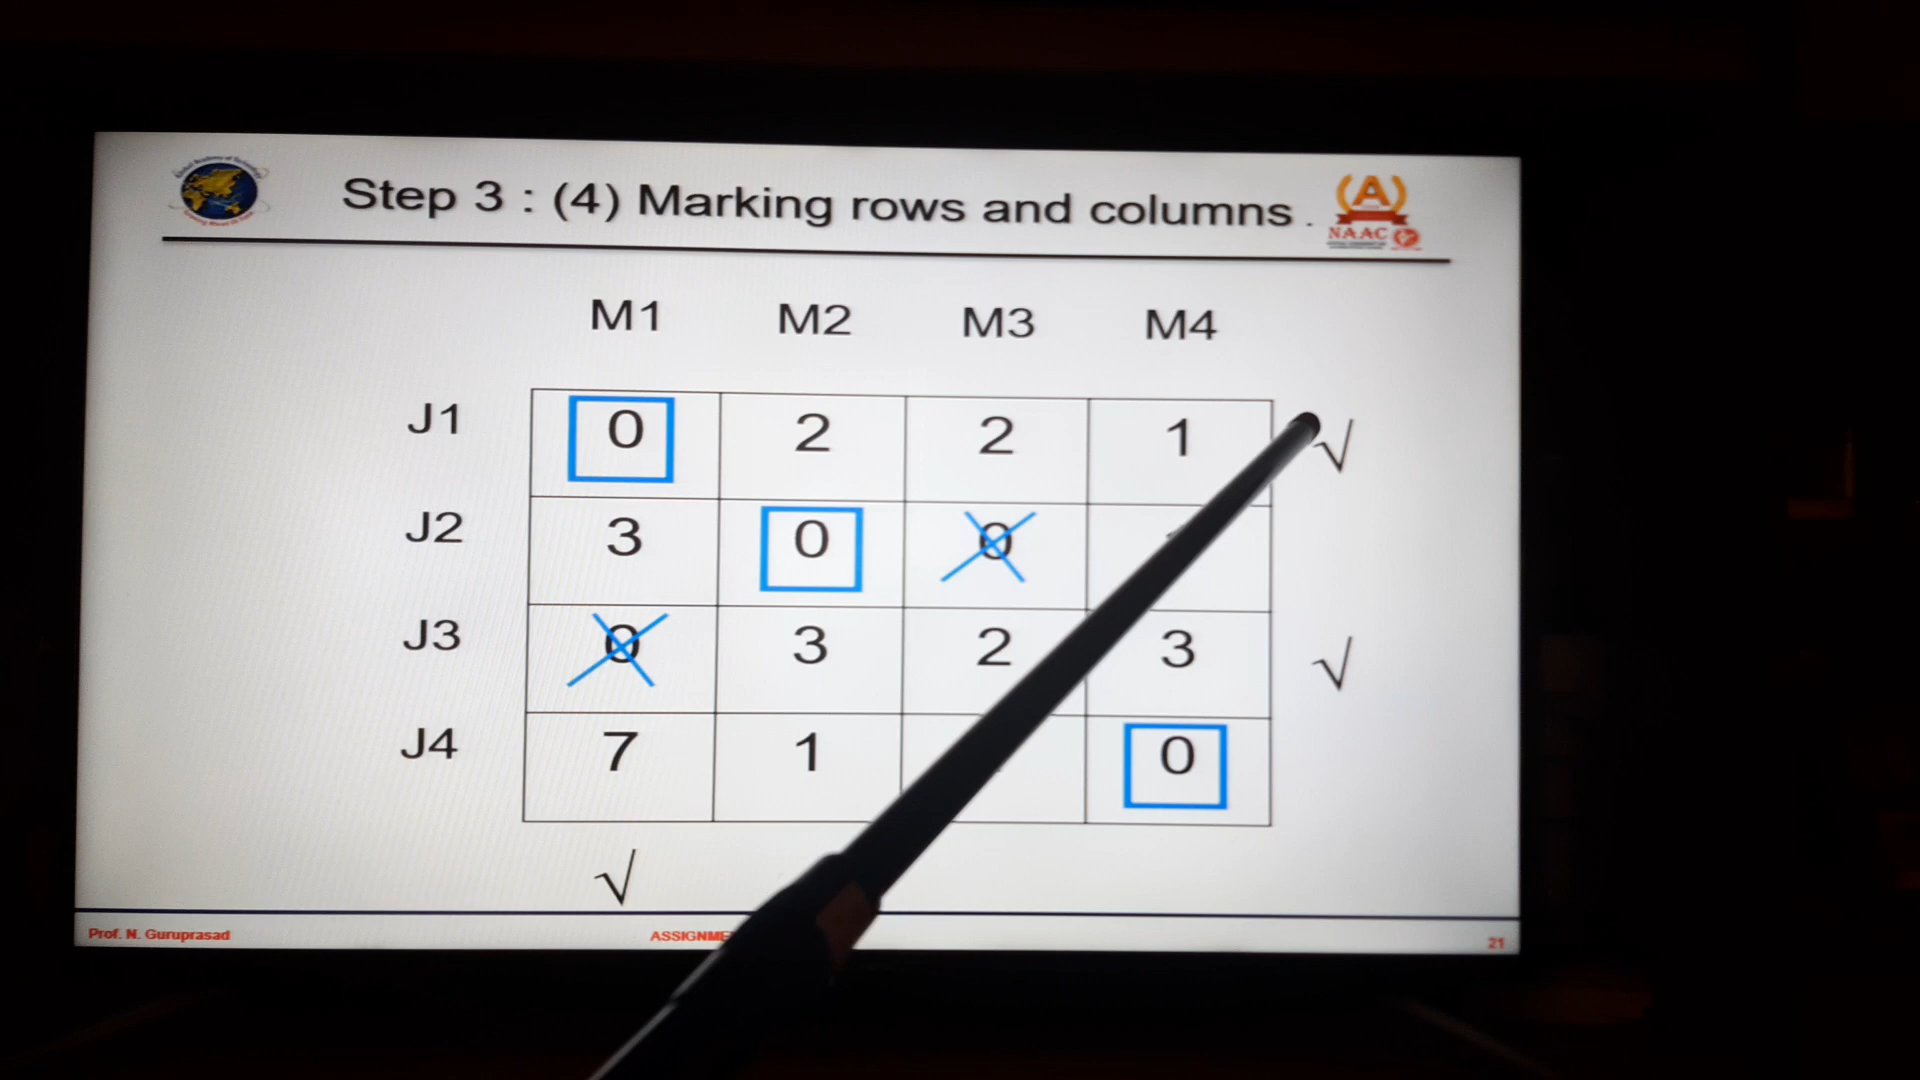 Step 3 : (4) Marking rows and columns .
NAAC
M1 M2 M3 M4
J1 0 2 2 1 √
J2 3 0 0
J3 0 3 2 3 √
J4 7 1 0
√
Prof. N. Guruprasad 21